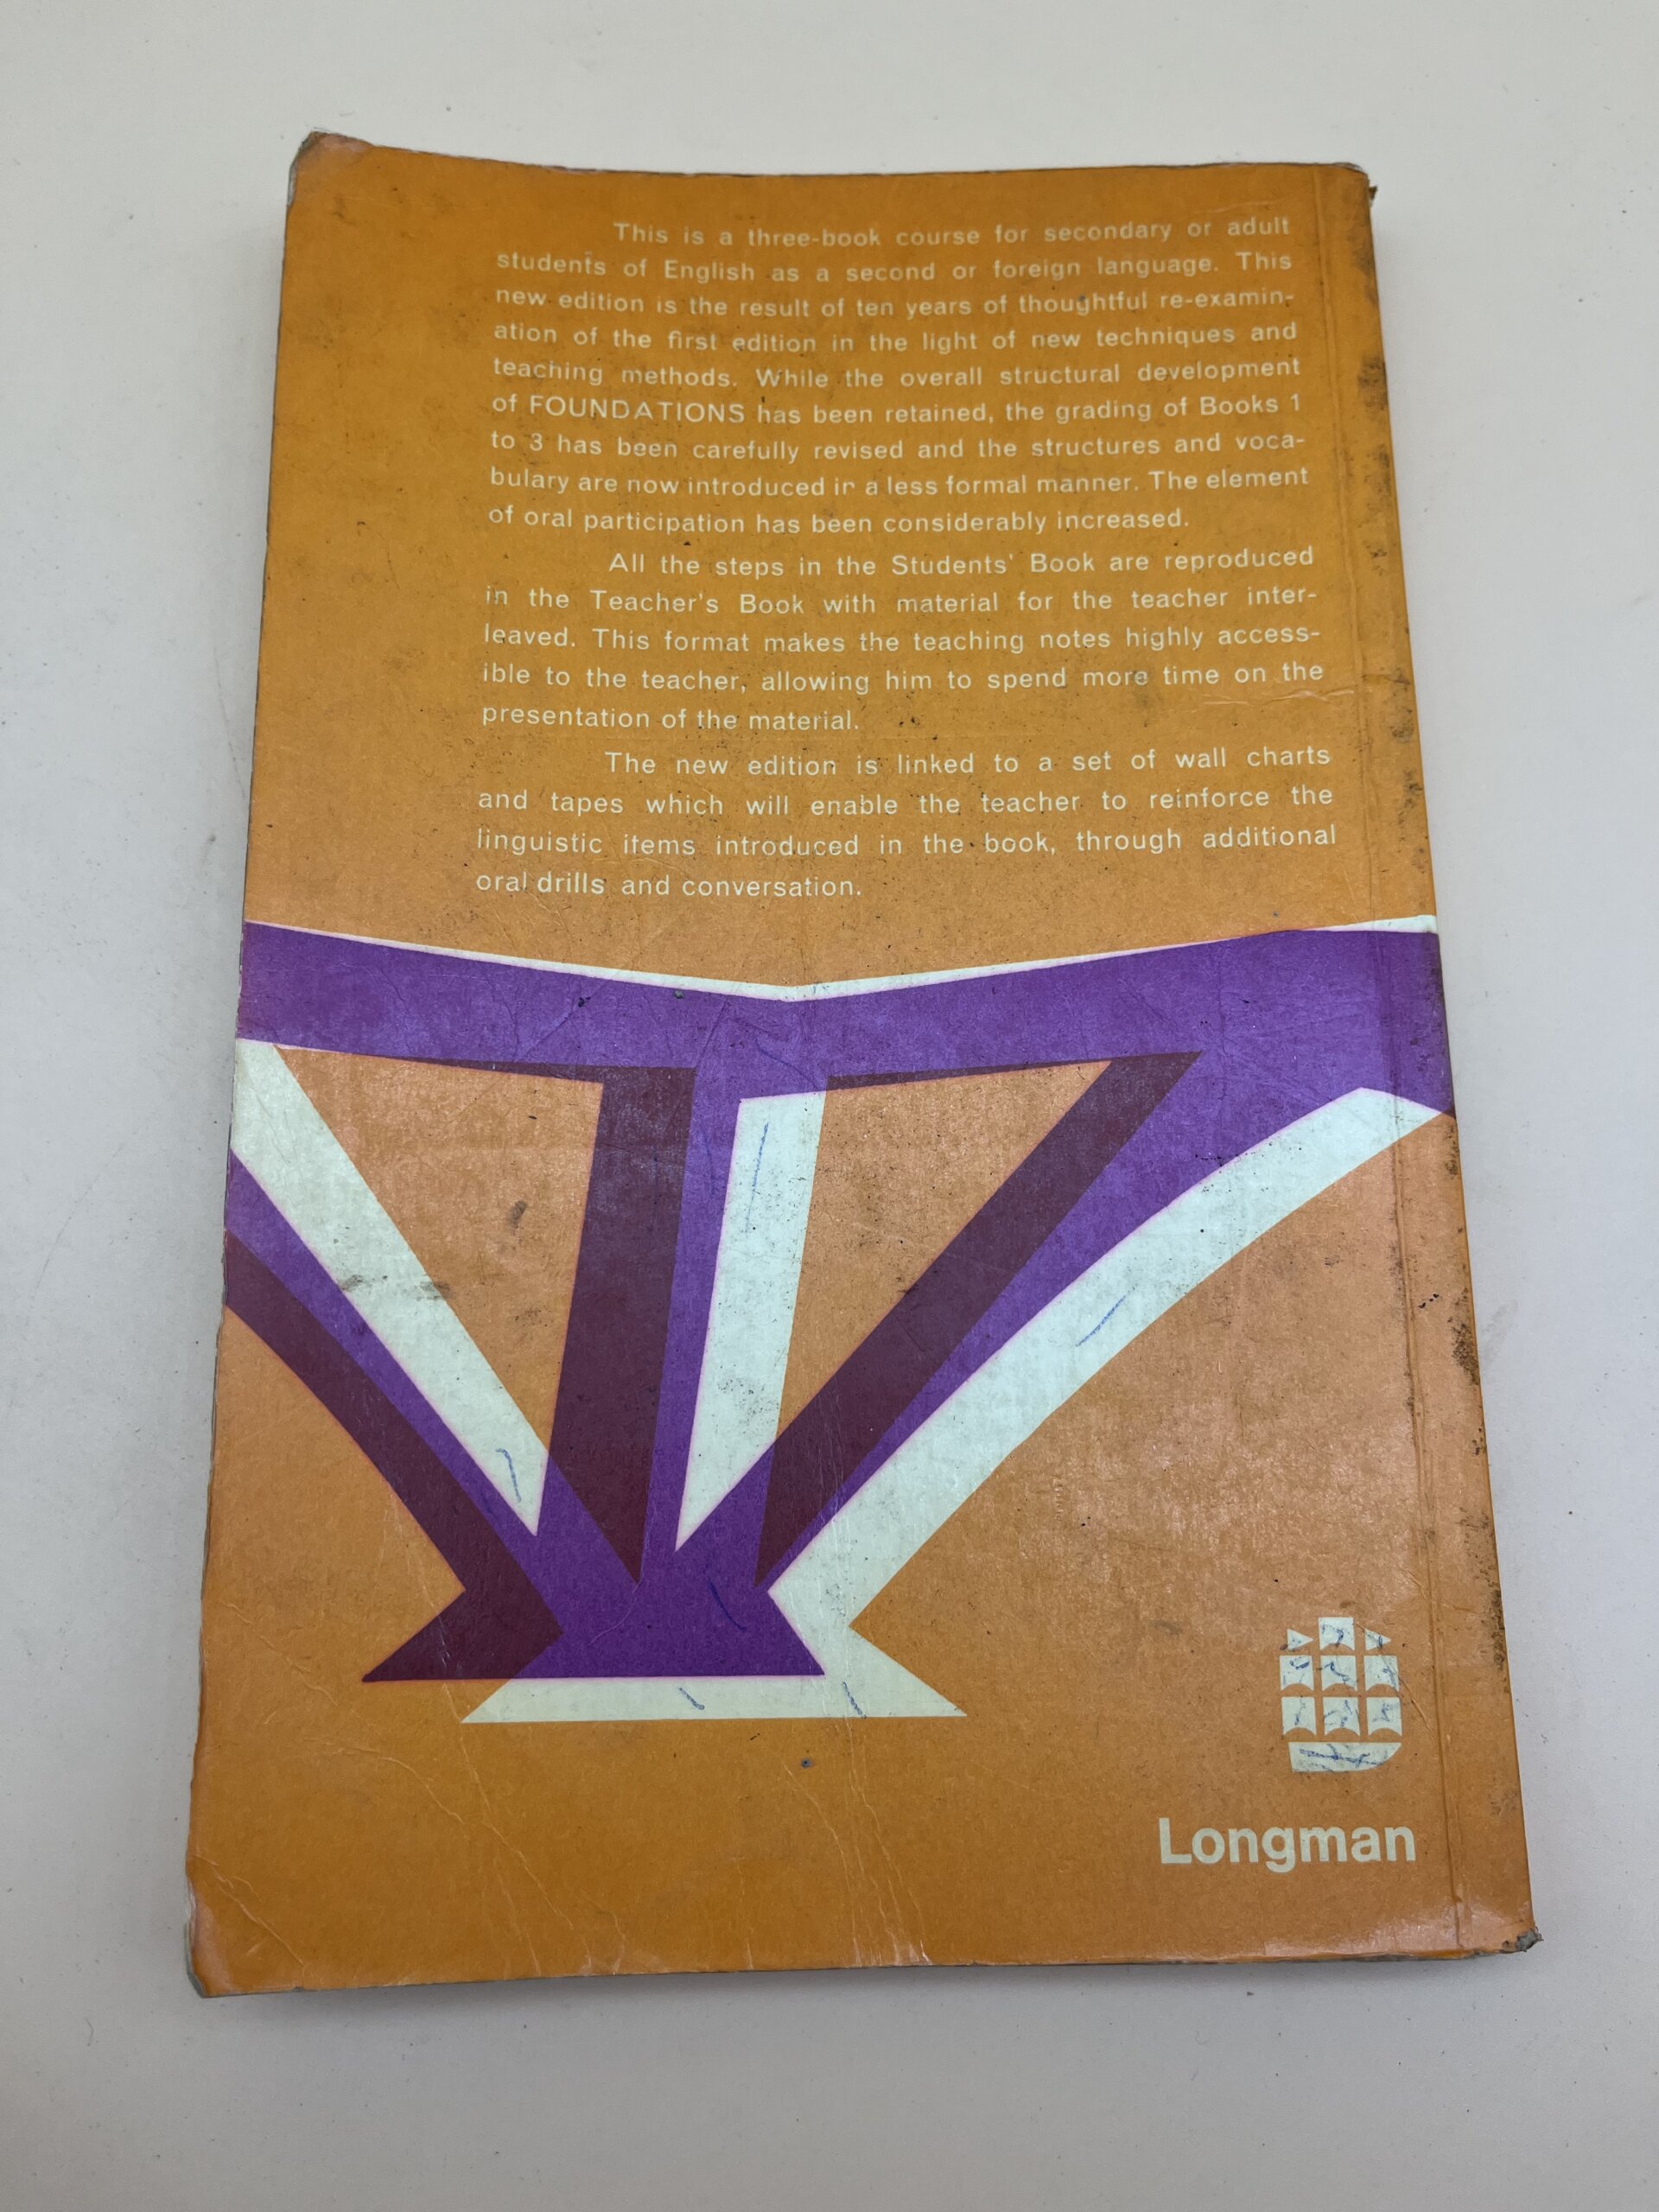 This is a three-book course for secondary or adult
students of English as a second or foreign language. This
new edition is the result of ten years of thoughtful re-examin-
ation of the first edition in the light of new techniques and
teaching methods. While the overall structural development
of FOUNDATIONS has been retained, the grading of Books 1
to 3 has been carefully revised and the structures and voca-
bulary are now introduced in a less formal manner. The element
of oral participation has been considerably increased.
All the steps in the Students' Book are reproduced
in the Teacher's Book with material for the teacher inter-
leaved. This format makes the teaching notes highly access-
ible to the teacher, allowing him to spend more time on the
presentation of the material.
The new edition is linked to a set of wall charts
and tapes which will enable the teacher to reinforce the
linguistic items introduced in the book, through additional
oral drills and conversation.
Longman